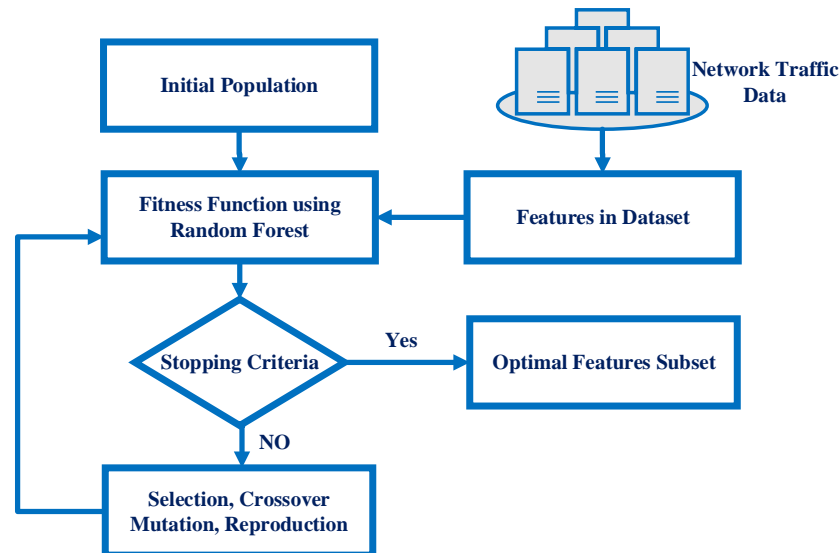 Initial Population
Network Traffic
Data
Fitness Function using
Random Forest
Features in Dataset
Stopping Criteria
Yes
Optimal Features Subset
NO
Selection, Crossover
Mutation, Reproduction